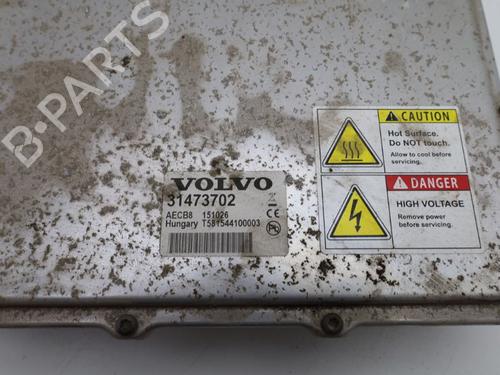 B-PARTS
CAUTION
Hot Surface.
Do NOT touch.
Allow to cool before
servicing.
DANGER
HIGH VOLTAGE
Remove power
before servicing.
VOLVO
31473702
AECB8 151026
Hungary T581544100003
CE